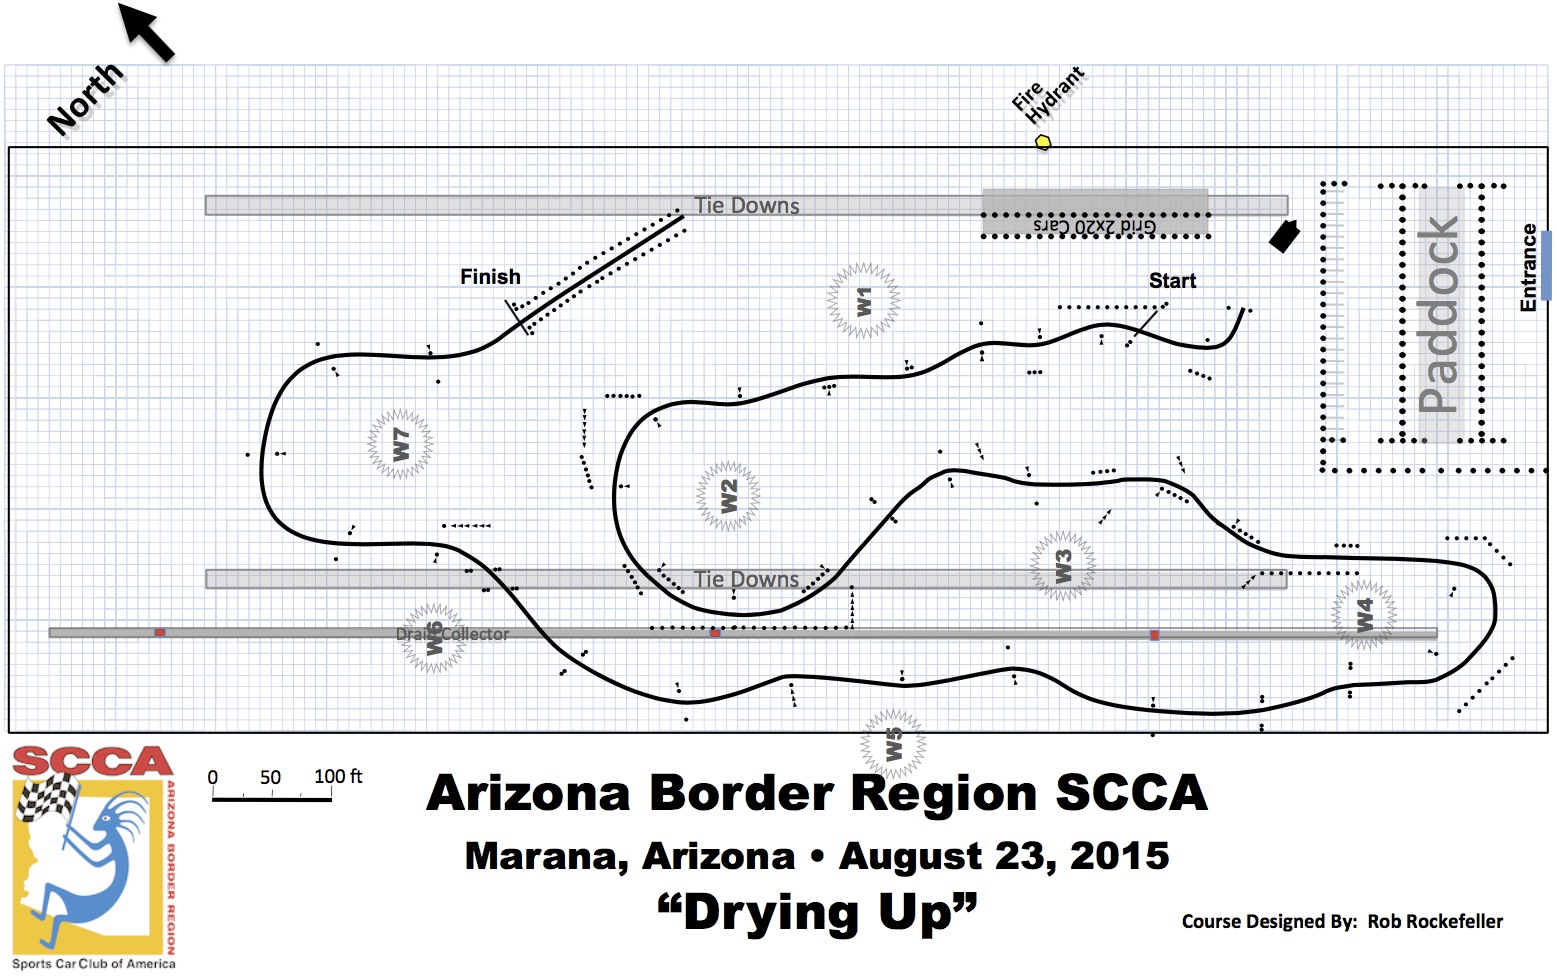 North
Fire
Hydrant
Tie Downs
Grid 2x20 Cars
Paddock
Entrance
Finish
Start
W1
W7
W2
W3
Tie Downs
W4
W6
Drain Collector
W5
SCCA
ARIZONA BORDER REGION
Sports Car Club of America
0 50 100 ft
Arizona Border Region SCCA
Marana, Arizona • August 23, 2015
“Drying Up”
Course Designed By: Rob Rockefeller